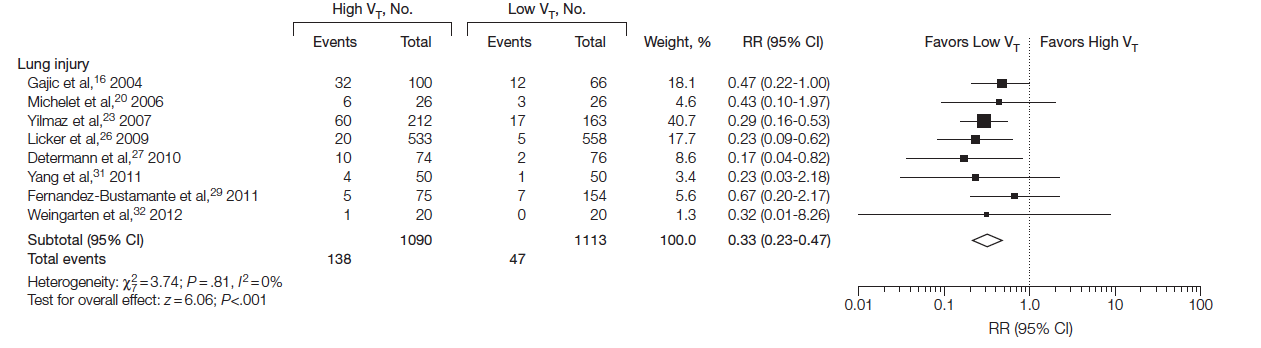 High VT, No. Low VT, No.
Events Total Events Total Weight, % RR (95% CI) Favors Low VT Favors High VT
Lung injury
Gajic et al,16 2004 32 100 12 66 18.1 0.47 (0.22-1.00)
Michelet et al,20 2006 6 26 3 26 4.6 0.43 (0.10-1.97)
Yilmaz et al,23 2007 60 212 17 163 40.7 0.29 (0.16-0.53)
Licker et al,26 2009 20 533 5 558 17.7 0.23 (0.09-0.62)
Determann et al,27 2010 10 74 2 76 8.6 0.17 (0.04-0.82)
Yang et al,31 2011 4 50 1 50 3.4 0.23 (0.03-2.18)
Fernandez-Bustamante et al,29 2011 5 75 7 154 5.6 0.67 (0.20-2.17)
Weingarten et al,32 2012 1 20 0 20 1.3 0.32 (0.01-8.26)
Subtotal (95% CI) 1090 1113 100.0 0.33 (0.23-0.47)
Total events 138 47
Heterogeneity: χ²₇=3.74; P=.81, I²=0%
Test for overall effect: z=6.06; P<.001
0.01 0.1 1.0 10 100
RR (95% CI)